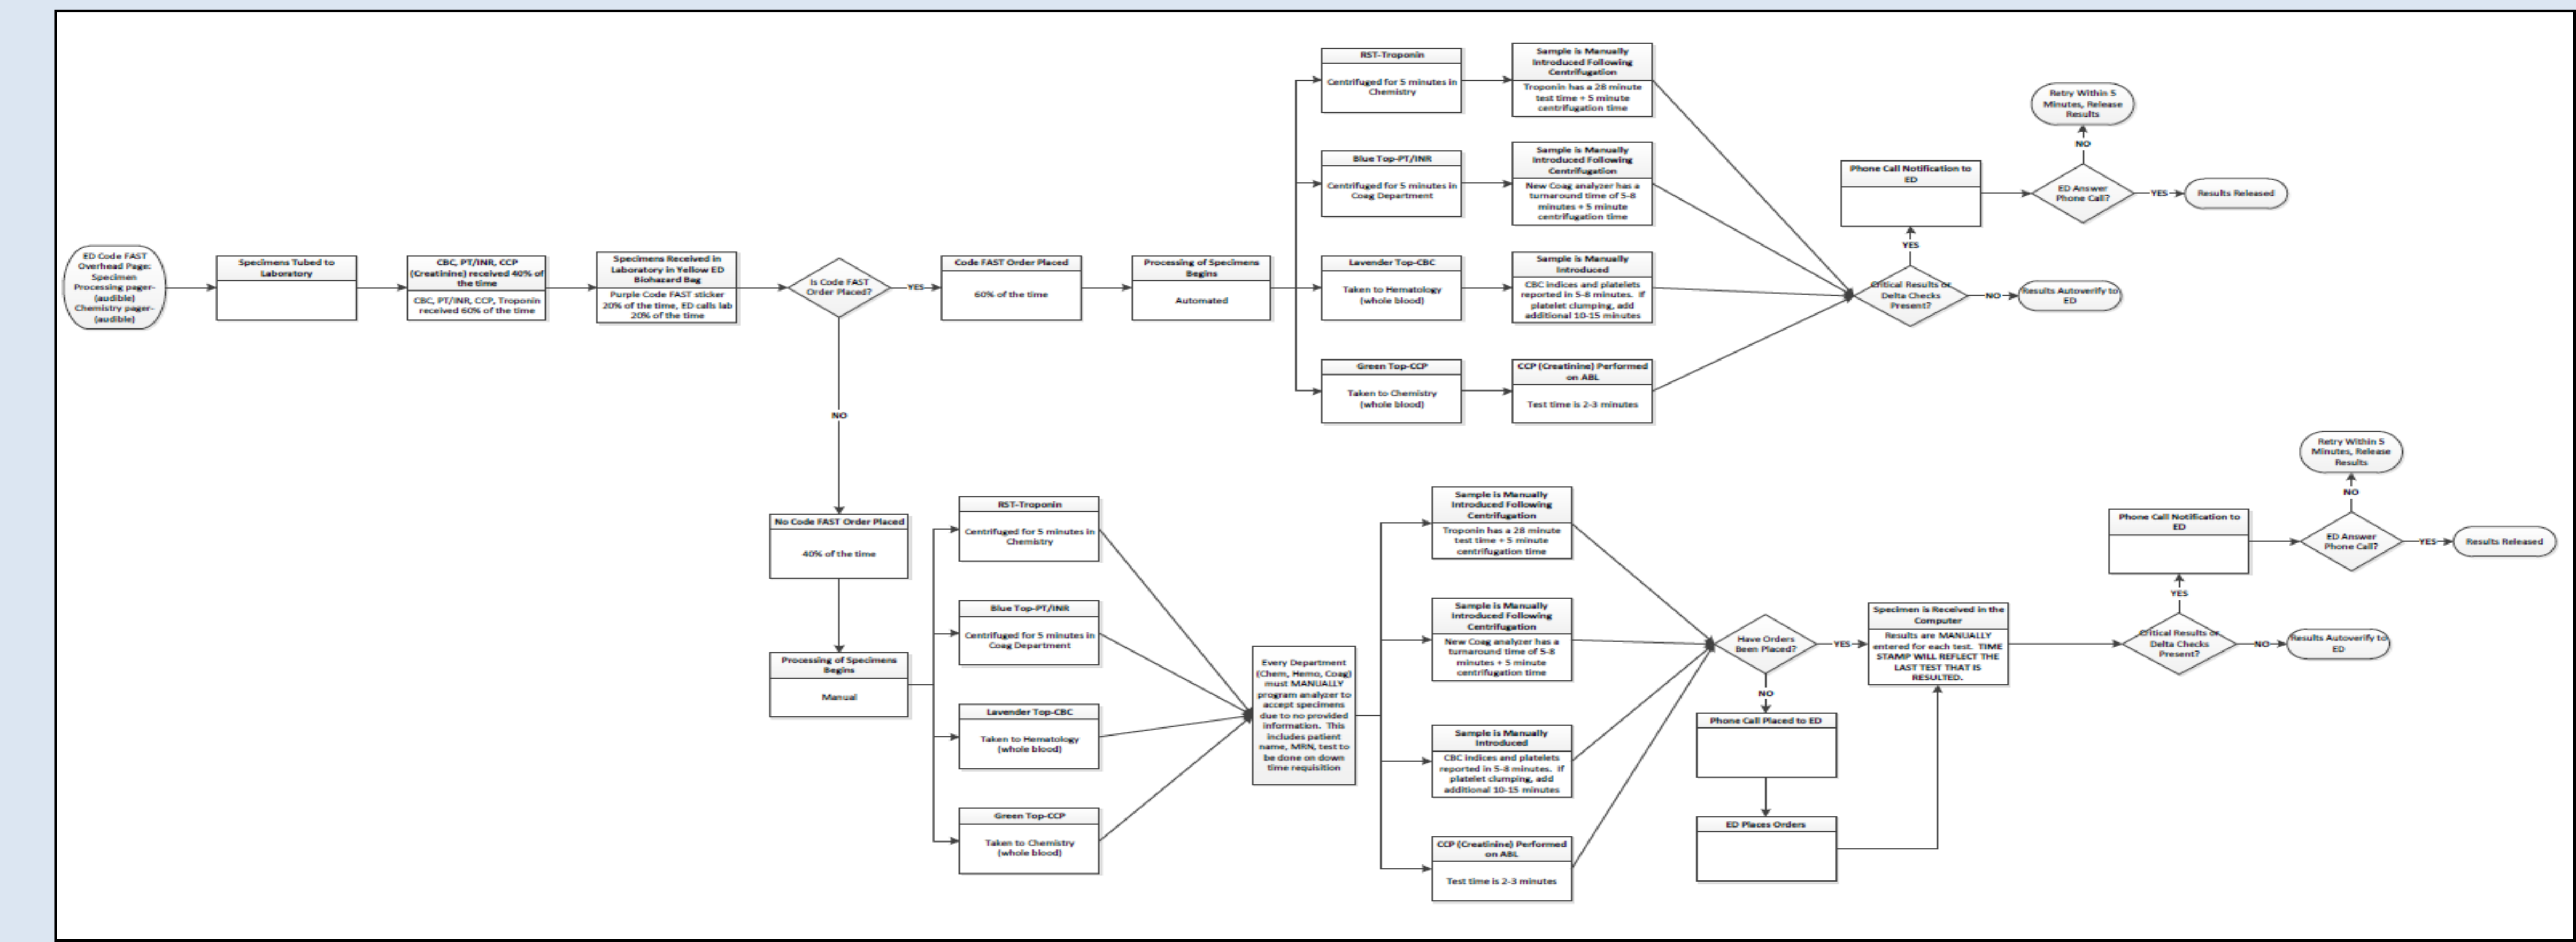 ED Code FAST
Overhead Page:
Specimen
Processing pager-
(audible)
Chemistry pager-
(audible)
Specimens Tubed to
Laboratory
CBC, PT/INR, CCP
(Creatinine) received 40% of
the time
CBC, PT/INR, CCP, Troponin
received 60% of the time
Specimens Received in
Laboratory in Yellow ED
Biohazard Bag
Purple Code FAST sticker
20% of the time, ED calls lab
20% of the time
Is Code FAST
Order Placed?
YES
Code FAST Order Placed
60% of the time
Processing of Specimens
Begins
Automated
RST-Troponin
Centrifuged for 5 minutes in
Chemistry
Sample is Manually
Introduced Following
Centrifugation
Troponin has a 28 minute
test time + 5 minute
centrifugation time
Blue Top-PT/INR
Centrifuged for 5 minutes in
Coag Department
Sample is Manually
Introduced Following
Centrifugation
New Coag analyzer has a
turnaround time of 5-8
minutes + 5 minute
centrifugation time
Lavender Top-CBC
Taken to Hematology
(whole blood)
Sample is Manually
Introduced
CBC indices and platelets
reported in 5-8 minutes. If
platelet clumping, add
additional 10-15 minutes
Green Top-CCP
Taken to Chemistry
(whole blood)
CCP (Creatinine) Performed
on ABL
Test time is 2-3 minutes
Critical Results or
Delta Checks
Present?
NO
Results Autoverify to
ED
YES
Phone Call Notification to
ED
ED Answer
Phone Call?
NO
Retry Within 5
Minutes, Release
Results
YES
Results Released
NO
No Code FAST Order Placed
40% of the time
Processing of Specimens
Begins
Manual
RST-Troponin
Centrifuged for 5 minutes in
Chemistry
Blue Top-PT/INR
Centrifuged for 5 minutes in
Coag Department
Lavender Top-CBC
Taken to Hematology
(whole blood)
Green Top-CCP
Taken to Chemistry
(whole blood)
Every Department
(Chem, Hemo, Coag)
must MANUALLY
program analyzer to
accept specimens
due to no provided
information. This
includes patient
name, MRN, test to
be done on down
time requisition
Sample is Manually
Introduced Following
Centrifugation
Troponin has a 28 minute
test time + 5 minute
centrifugation time
Sample is Manually
Introduced Following
Centrifugation
New Coag analyzer has a
turnaround time of 5-8
minutes + 5 minute
centrifugation time
Sample is Manually
Introduced
CBC indices and platelets
reported in 5-8 minutes. If
platelet clumping, add
additional 10-15 minutes
CCP (Creatinine) Performed
on ABL
Test time is 2-3 minutes
Have Orders
Been Placed?
YES
NO
Phone Call Placed to ED
ED Places Orders
Specimen is Received in the
Computer
Results are MANUALLY
entered for each test. TIME
STAMP WILL REFLECT THE
LAST TEST THAT IS
RESULTED.
Critical Results or
Delta Checks
Present?
NO
Results Autoverify to
ED
YES
Phone Call Notification to
ED
ED Answer
Phone Call?
NO
Retry Within 5
Minutes, Release
Results
YES
Results Released